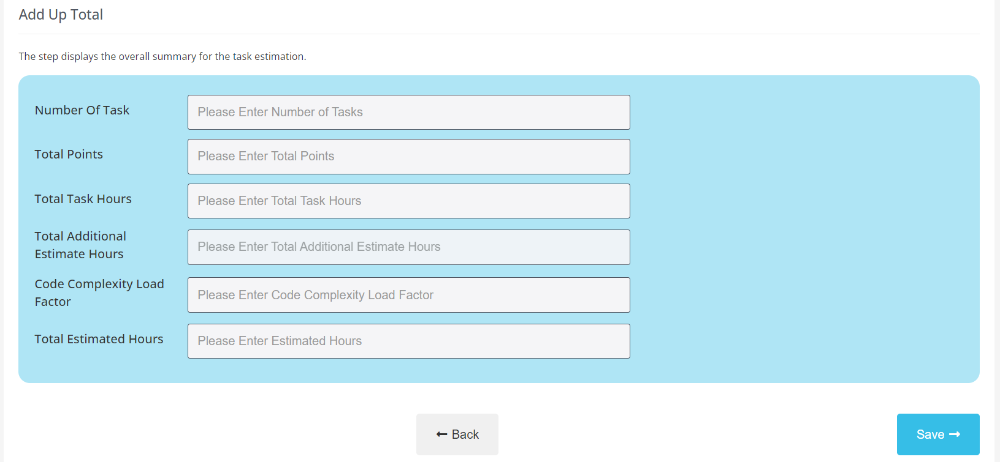 Add Up Total
The step displays the overall summary for the task estimation.
Number Of Task
Please Enter Number of Tasks
Total Points
Please Enter Total Points
Total Task Hours
Please Enter Total Task Hours
Total Additional
Estimate Hours
Please Enter Total Additional Estimate Hours
Code Complexity Load
Factor
Please Enter Code Complexity Load Factor
Total Estimated Hours
Please Enter Estimated Hours
← Back
Save →